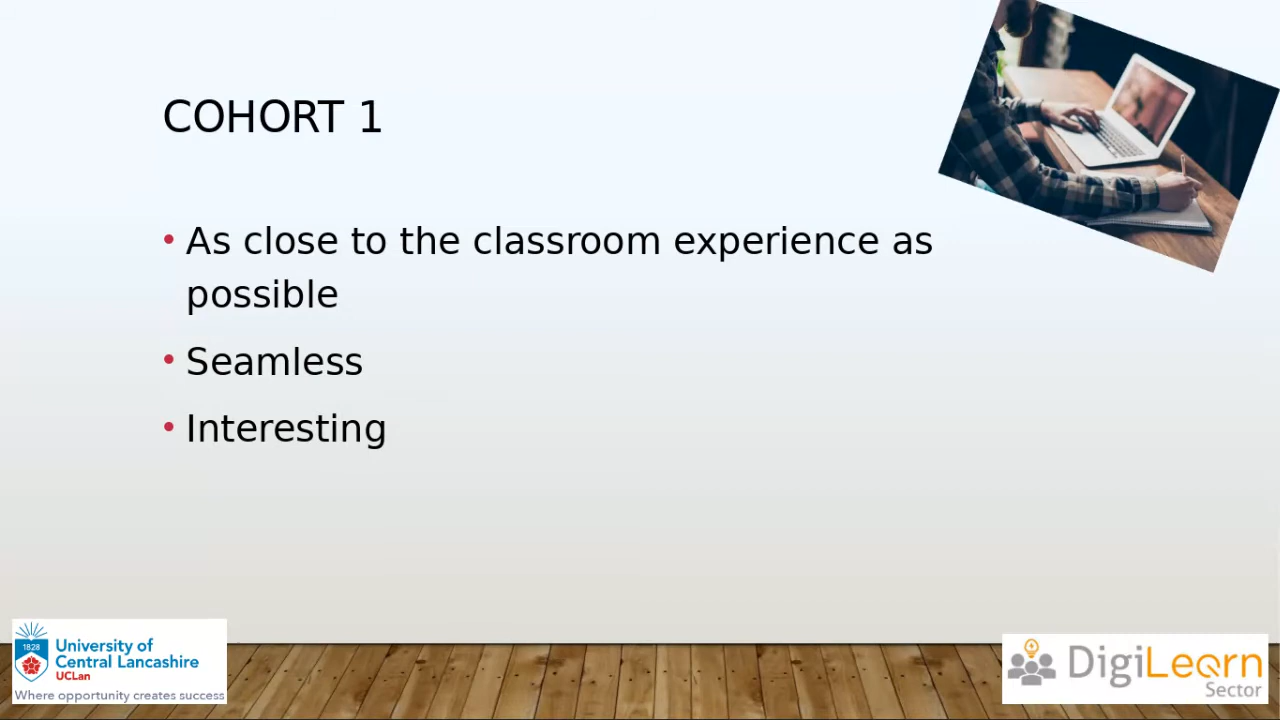 COHORT 1
• As close to the classroom experience as
possible
• Seamless
• Interesting
1828
University of
Central Lancashire
UCLan
Where opportunity creates success
DigiLearn
Sector